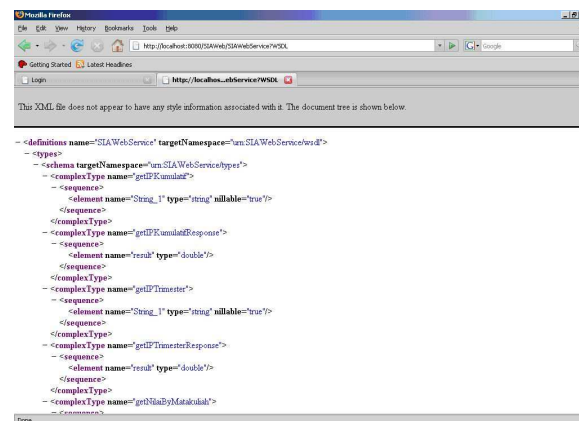 Mozilla Firefox
File Edit View History Bookmarks Tools Help
http://localhost:8080/SIAWeb/SIAWebService?WSDL
Google
Getting Started Latest Headlines
Login http://localhos...ebService?WSDL
This XML file does not appear to have any style information associated with it. The document tree is shown below.
− <definitions name="SIAWebService" targetNamespace="urn:SIAWebService/wsdl">
− <types>
− <schema targetNamespace="urn:SIAWebService/types">
− <complexType name="getIPKumulatif">
− <sequence>
<element name="String_1" type="string" nillable="true"/>
</sequence>
</complexType>
− <complexType name="getIPKumulatifResponse">
− <sequence>
<element name="result" type="double"/>
</sequence>
</complexType>
− <complexType name="getIPTrimester">
− <sequence>
<element name="String_1" type="string" nillable="true"/>
</sequence>
</complexType>
− <complexType name="getIPTrimesterResponse">
− <sequence>
<element name="result" type="double"/>
</sequence>
</complexType>
− <complexType name="getNilaiByMatakuliah">
− <sequence>
Done